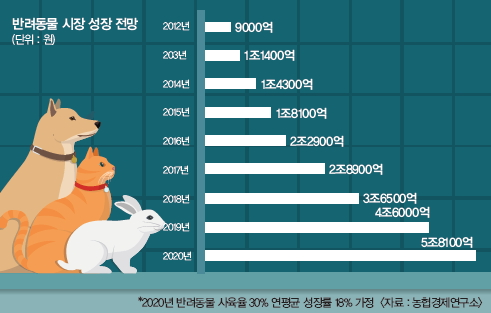 반려동물 시장 성장 전망
(단위 : 원)
2012년 9000억
203년 1조1400억
2014년 1조4300억
2015년 1조8100억
2016년 2조2900억
2017년 2조8900억
2018년 3조6500억
2019년 4조6000억
2020년 5조8100억
*2020년 반려동물 사육율 30% 연평균 성장률 18% 가정 〈자료 : 농협경제연구소〉